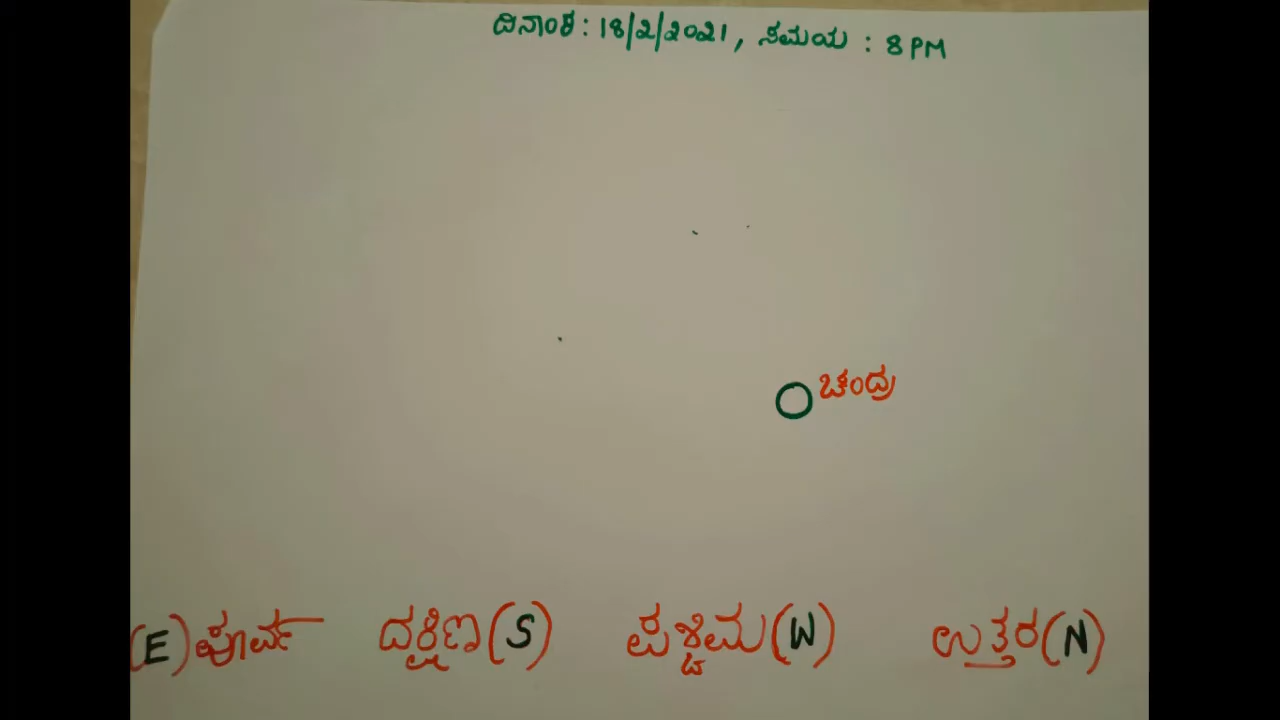 ದಿನಾಂಕ: 18/2/2021, ಸಮಯ : 8 PM
ಚಂದ್ರ
(E) ಪೂರ್ವ ದಕ್ಷಿಣ (S) ಪಶ್ಚಿಮ (W) ಉತ್ತರ (N)